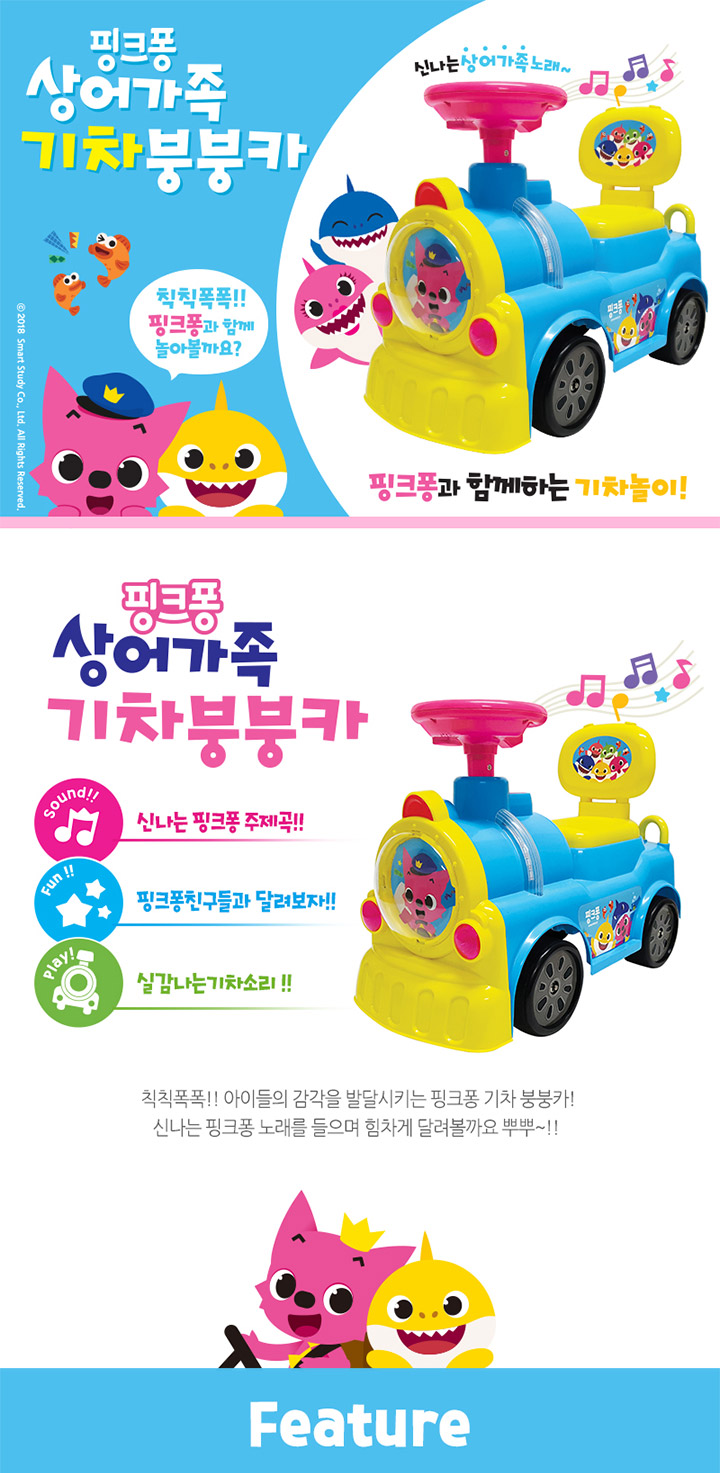 핑크퐁
상어가족
기차붕붕카
신나는상어가족노래~
칙칙폭폭!!
핑크퐁과 함께
놀아볼까요?
© 2018 Smart Study Co., Ltd. All Rights Reserved.
핑크퐁
핑크퐁과 함께하는 기차놀이!
핑크퐁
상어가족
기차붕붕카
Sound!!
신나는 핑크퐁 주제곡!!
Fun !!
핑크퐁친구들과 달려보자!!
Play!
실감나는기차소리 !!
핑크퐁
칙칙폭폭!! 아이들의 감각을 발달시키는 핑크퐁 기차 붕붕카!
신나는 핑크퐁 노래를 들으며 힘차게 달려볼까요 뿌뿌~!!
Feature